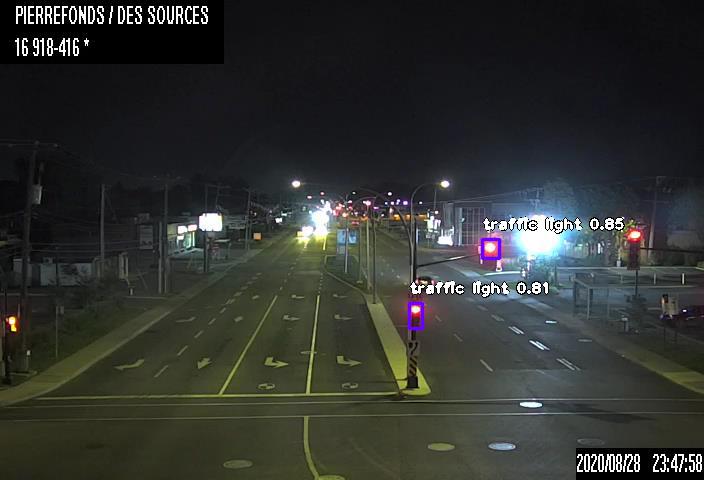 PIERREFONDS / DES SOURCES
16 918-416 *
traffic light 0.85
traffic light 0.81
2020/08/28 23:47:58